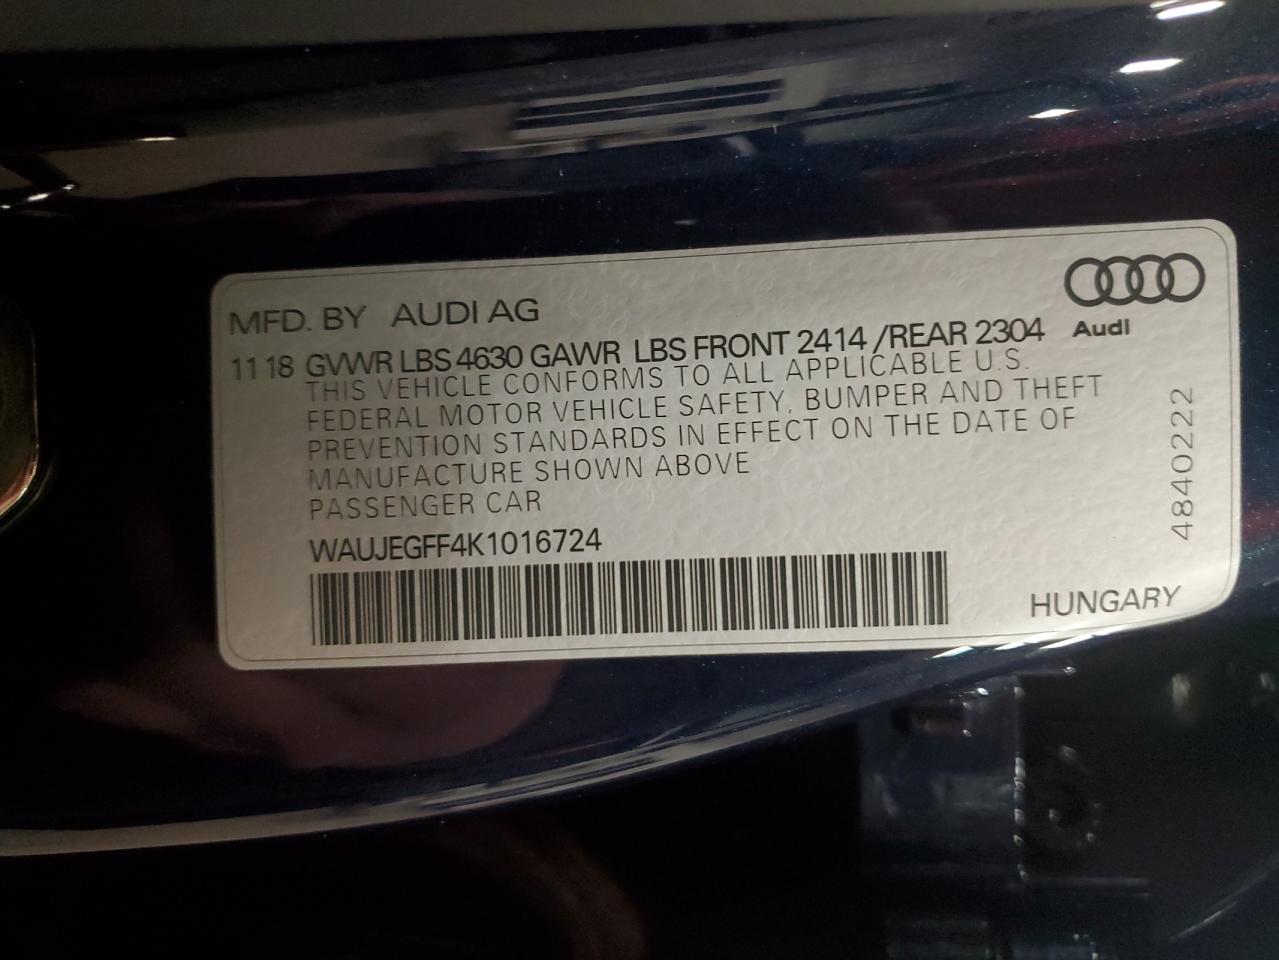 MFD. BY AUDI AG
Audi
11 18 GVWR LBS 4630 GAWR LBS FRONT 2414 /REAR 2304
THIS VEHICLE CONFORMS TO ALL APPLICABLE U.S.
FEDERAL MOTOR VEHICLE SAFETY, BUMPER AND THEFT
PREVENTION STANDARDS IN EFFECT ON THE DATE OF
MANUFACTURE SHOWN ABOVE
PASSENGER CAR
WAUJEGFF4K1016724
HUNGARY
4840222